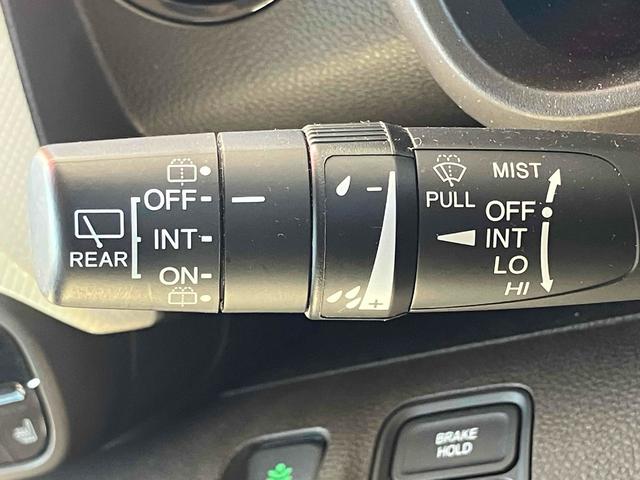 REAR
OFF
INT
ON
-
+
PULL
MIST
OFF
INT
LO
HI
BRAKE
HOLD